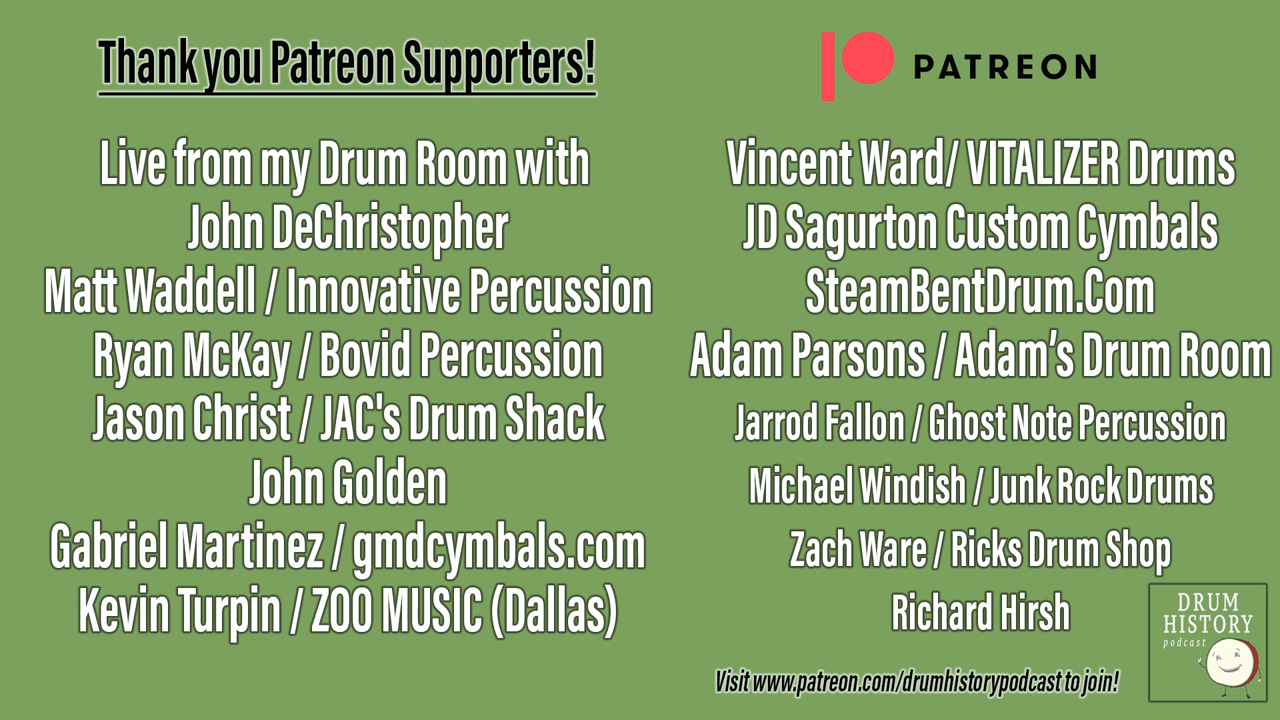 Thank you Patreon Supporters!
Live from my Drum Room with
John DeChristopher
Matt Waddell / Innovative Percussion
Ryan McKay / Bovid Percussion
Jason Christ / JAC's Drum Shack
John Golden
Gabriel Martinez / gmdcymbals.com
Kevin Turpin / ZOO MUSIC (Dallas)
PATREON
Vincent Ward/ VITALIZER Drums
JD Sagurton Custom Cymbals
SteamBentDrum.Com
Adam Parsons / Adam’s Drum Room
Jarrod Fallon / Ghost Note Percussion
Michael Windish / Junk Rock Drums
Zach Ware / Ricks Drum Shop
Richard Hirsh
Visit www.patreon.com/drumhistorypodcast to join!
DRUM
HISTORY
podcast